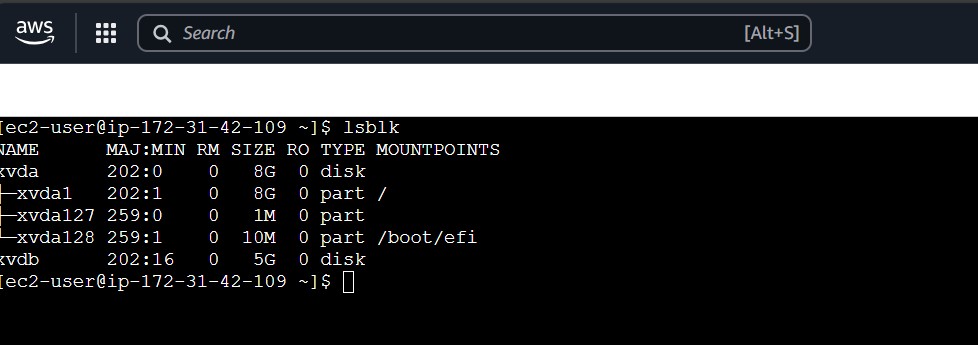 aws
Search [Alt+S]
[ec2-user@ip-172-31-42-109 ~]$ lsblk
NAME MAJ:MIN RM SIZE RO TYPE MOUNTPOINTS
xvda 202:0 0 8G 0 disk
├─xvda1 202:1 0 8G 0 part /
├─xvda127 259:0 0 1M 0 part
└─xvda128 259:1 0 10M 0 part /boot/efi
xvdb 202:16 0 5G 0 disk
[ec2-user@ip-172-31-42-109 ~]$